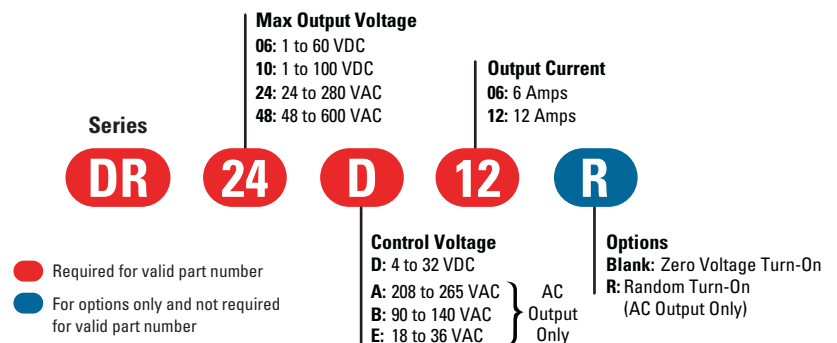 Max Output Voltage
06: 1 to 60 VDC
10: 1 to 100 VDC
24: 24 to 280 VAC
48: 48 to 600 VAC
Output Current
06: 6 Amps
12: 12 Amps
Series
DR 24 D 12 R
Required for valid part number
For options only and not required
for valid part number
Control Voltage
D: 4 to 32 VDC
A: 208 to 265 VAC
B: 90 to 140 VAC
E: 18 to 36 VAC
AC
Output
Only
Options
Blank: Zero Voltage Turn-On
R: Random Turn-On
(AC Output Only)